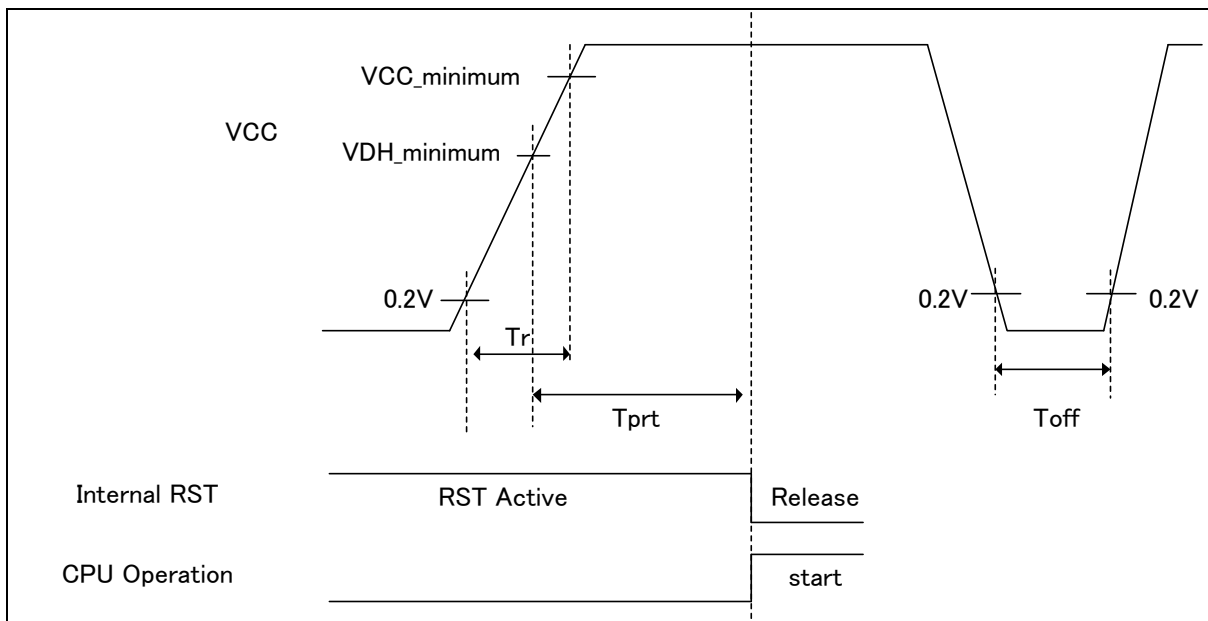 VCC_minimum
VCC
VDH_minimum
0.2V
0.2V
0.2V
Tr
Tprt
Toff
Internal RST
RST Active
Release
CPU Operation
start